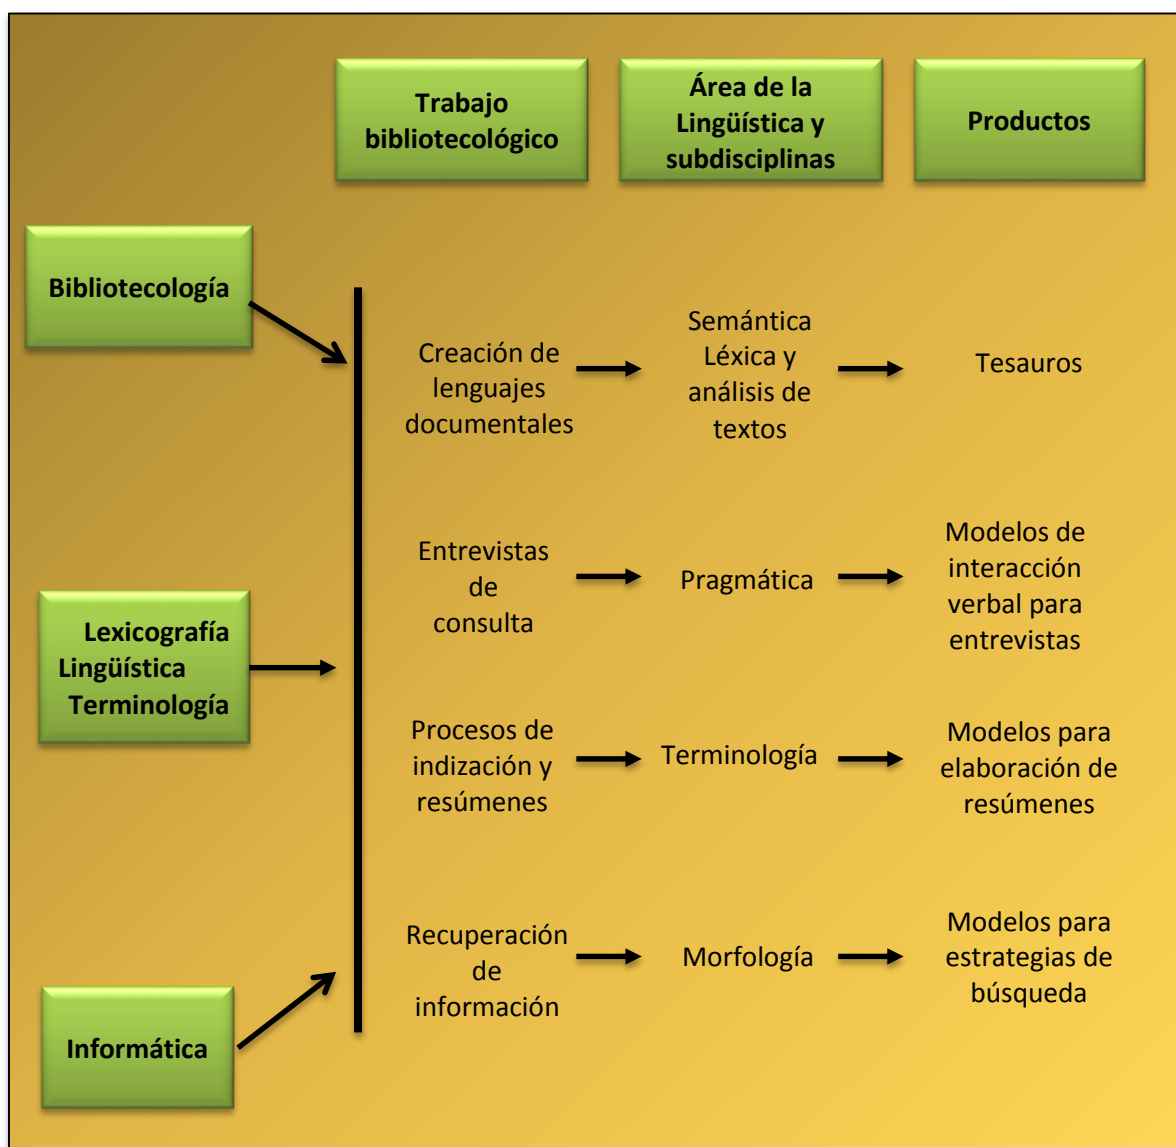 Trabajo
bibliotecológico
Área de la
Lingüística y
subdisciplinas
Productos
Bibliotecología
Creación de
lenguajes
documentales
Semántica
Léxica y
análisis de
textos
Tesauros
Lexicografía
Lingüística
Terminología
Entrevistas
de
consulta
Pragmática
Modelos de
interacción
verbal para
entrevistas
Procesos de
indización y
resúmenes
Terminología
Modelos para
elaboración de
resúmenes
Informática
Recuperación
de
información
Morfología
Modelos para
estrategias de
búsqueda